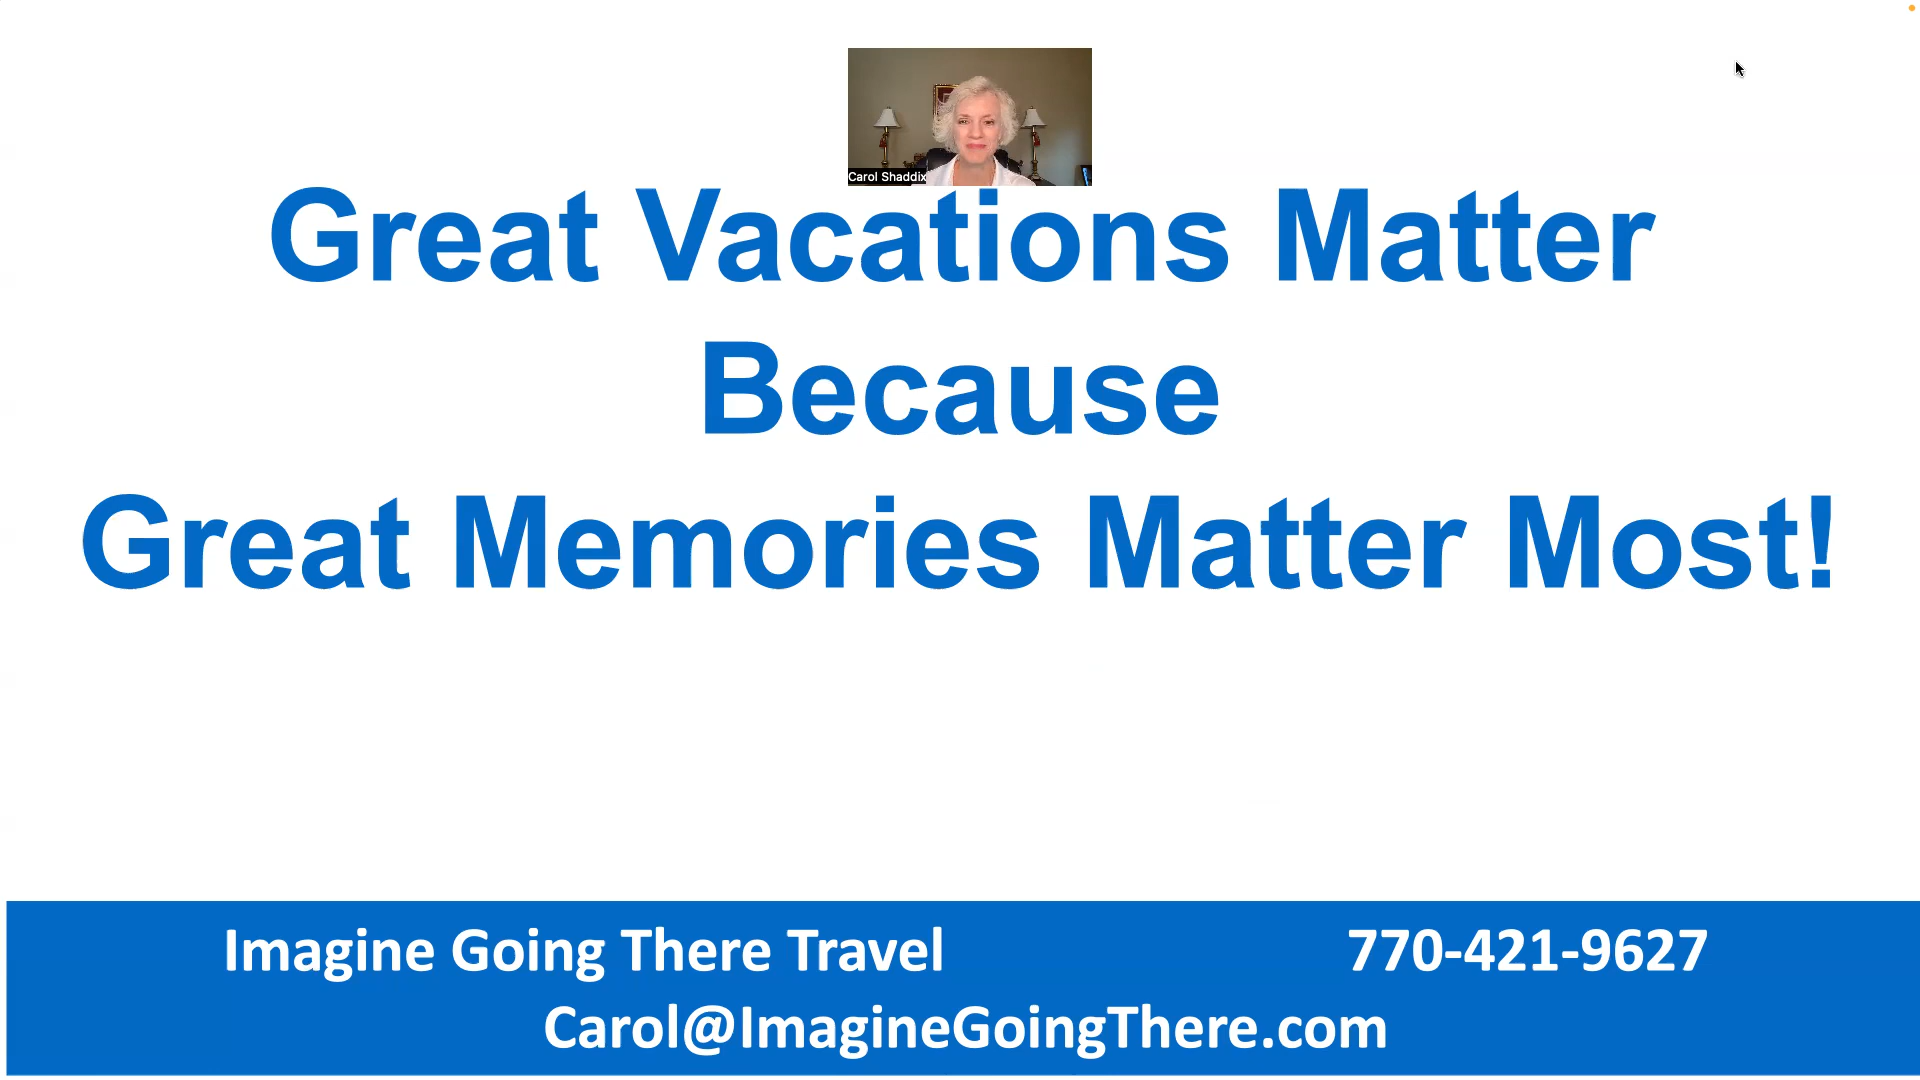 Carol Shaddix
Great Vacations Matter
Because
Great Memories Matter Most!
Imagine Going There Travel 770-421-9627
Carol@ImagineGoingThere.com